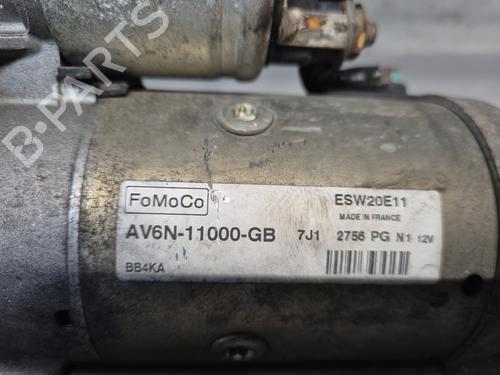 B-PARTS
FoMoCo
ESW20E11
MADE IN FRANCE
AV6N-11000-GB 7J1 2756 PG N1 12V
BB4KA